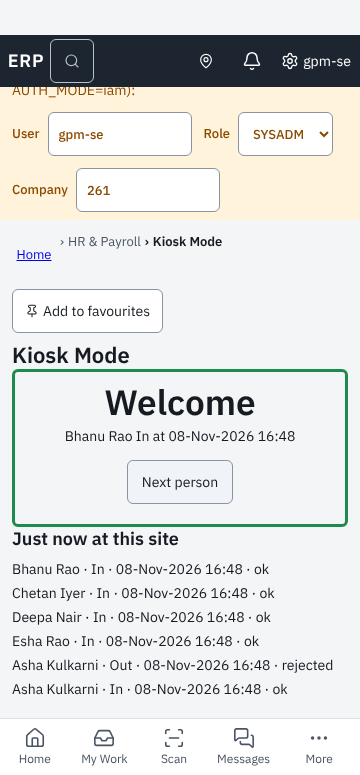 ERP
gpm-se
AUTH_MODE=iam):
User gpm-se Role SYSADM
Company 261
Home › HR & Payroll › Kiosk Mode
Add to favourites
Kiosk Mode
Welcome
Bhanu Rao In at 08-Nov-2026 16:48
Next person
Just now at this site
Bhanu Rao · In · 08-Nov-2026 16:48 · ok
Chetan Iyer · In · 08-Nov-2026 16:48 · ok
Deepa Nair · In · 08-Nov-2026 16:48 · ok
Esha Rao · In · 08-Nov-2026 16:48 · ok
Asha Kulkarni · Out · 08-Nov-2026 16:48 · rejected
Asha Kulkarni · In · 08-Nov-2026 16:48 · ok
Home My Work Scan Messages More